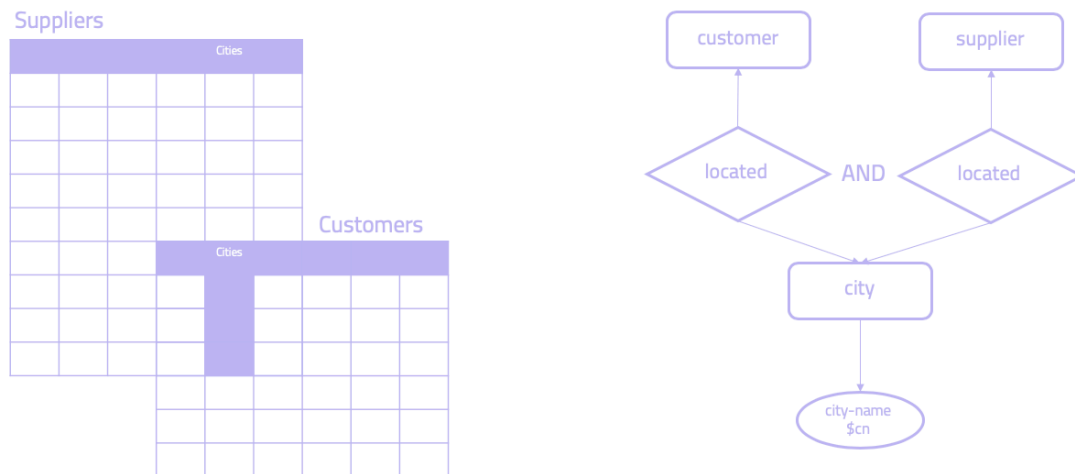 Suppliers
Cities
Customers
Cities
customer
supplier
located
AND
located
city
city-name
$cn